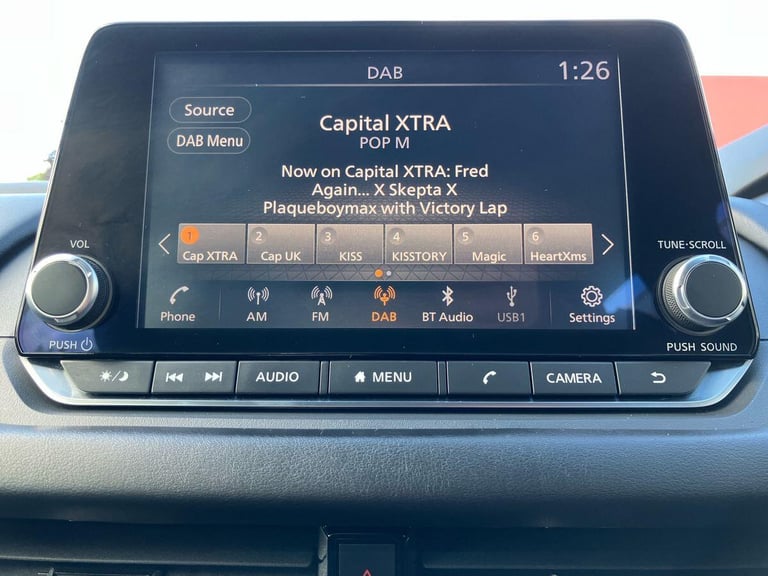 DAB
1:26
Source
DAB Menu
Capital XTRA
POP M
Now on Capital XTRA: Fred
Again... X Skepta X
Plaqueboymax with Victory Lap
1 Cap XTRA
2 Cap UK
3 KISS
4 KISSTORY
5 Magic
6 HeartXms
Phone
AM
FM
DAB
BT Audio
USB1
Settings
VOL
PUSH
TUNE·SCROLL
PUSH SOUND
AUDIO
MENU
CAMERA